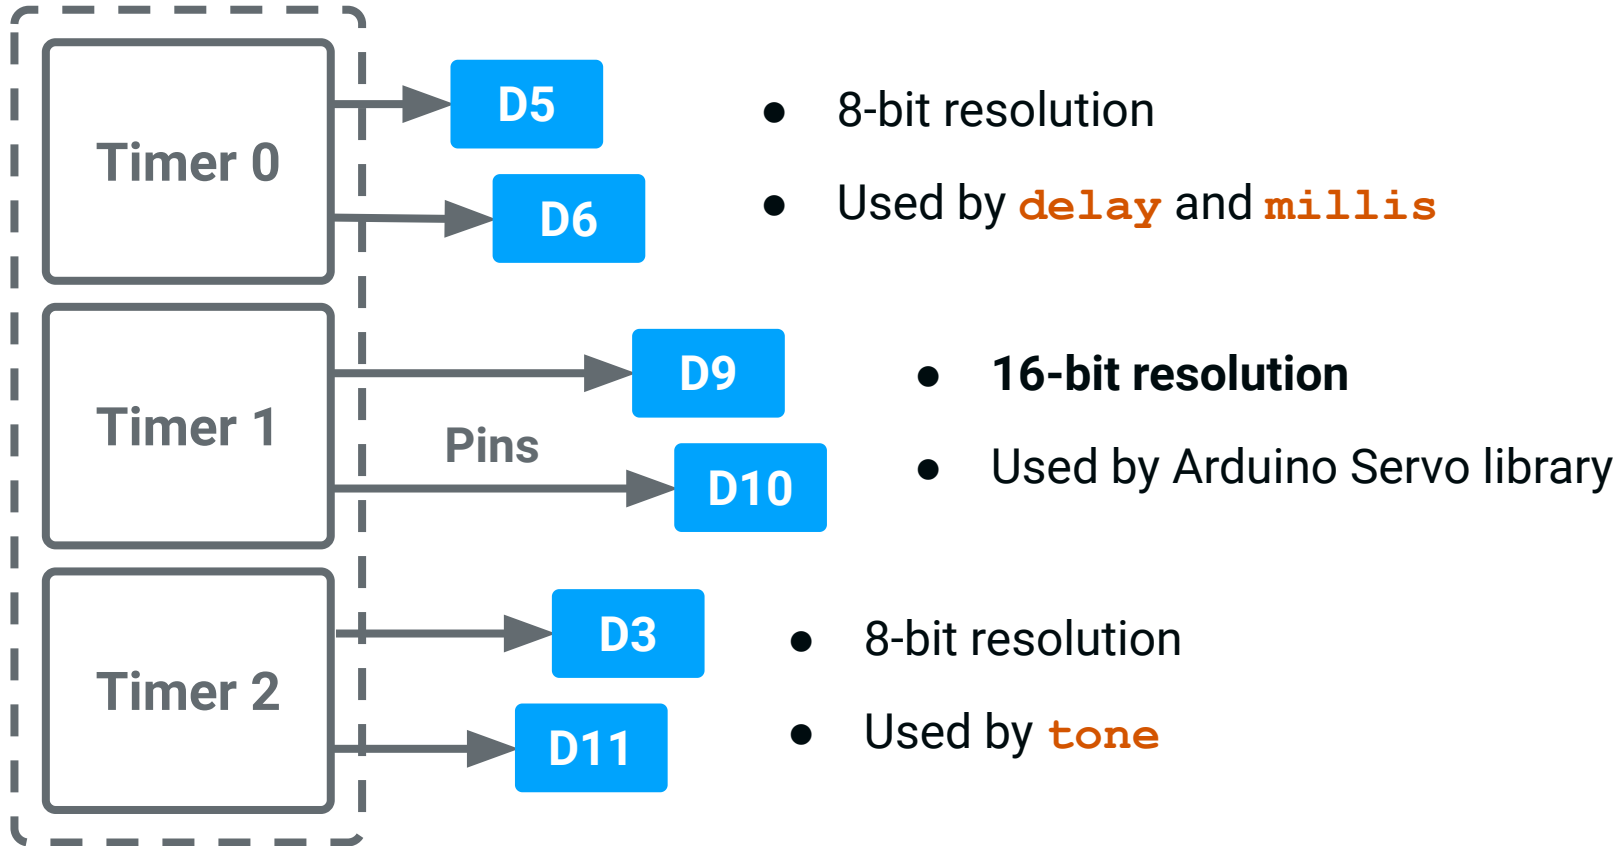 Timer 0
D5
D6
● 8-bit resolution
● Used by delay and millis
Timer 1
Pins
D9
D10
● 16-bit resolution
● Used by Arduino Servo library
Timer 2
D3
D11
● 8-bit resolution
● Used by tone